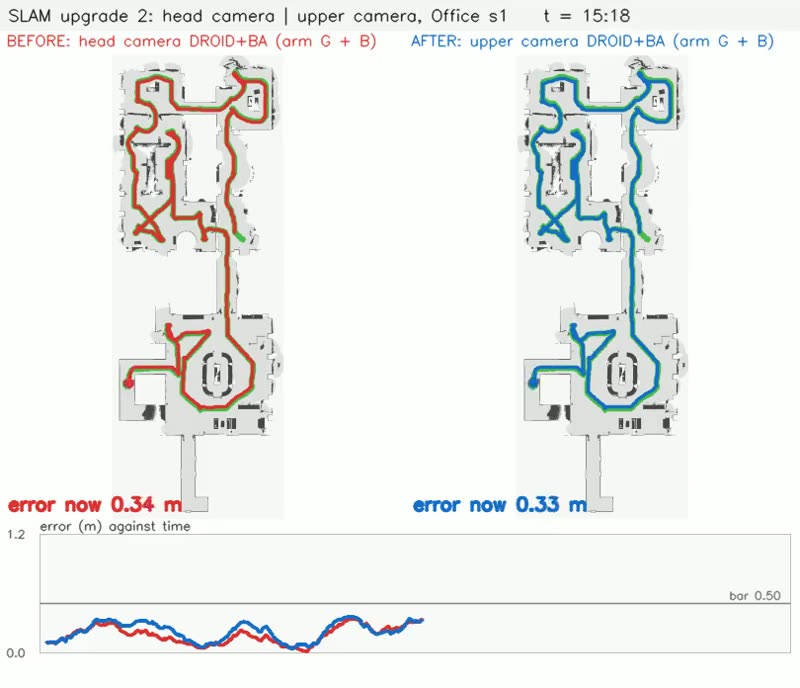 SLAM upgrade 2: head camera | upper camera, Office s1 t = 15:18
BEFORE: head camera DROID+BA (arm G + B) AFTER: upper camera DROID+BA (arm G + B)
error now 0.34 m error now 0.33 m
error (m) against time
1.2
bar 0.50
0.0